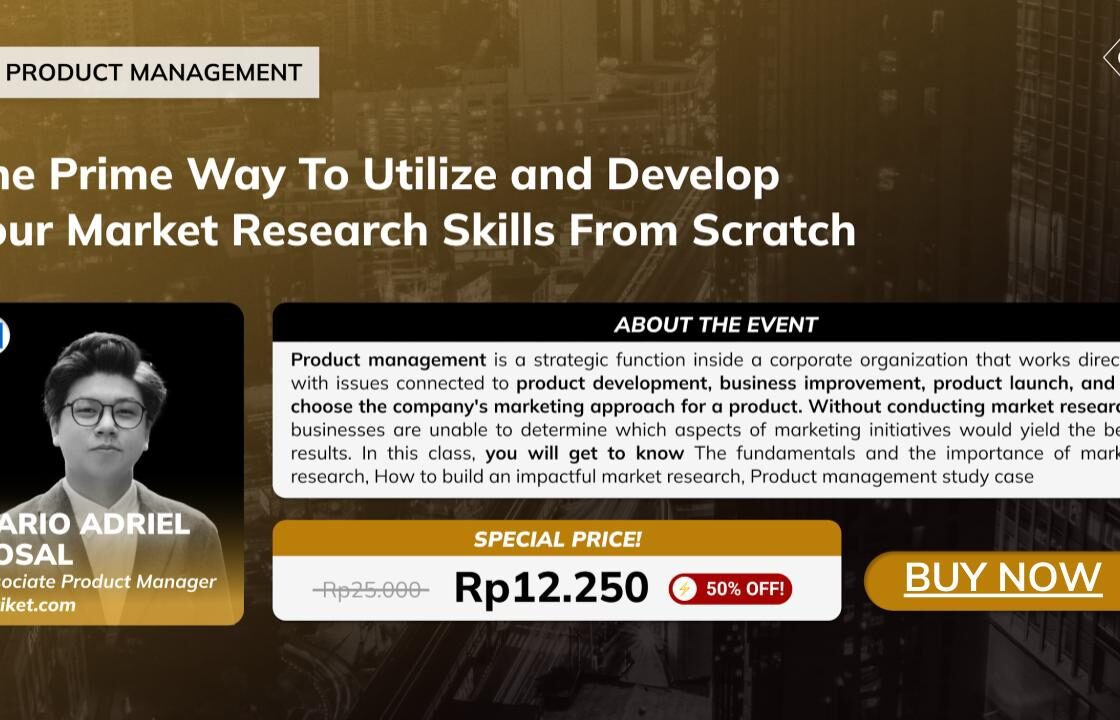 PRODUCT MANAGEMENT
ne Prime Way To Utilize and Develop
our Market Research Skills From Scratch
ABOUT THE EVENT
Product management is a strategic function inside a corporate organization that works direc
with issues connected to product development, business improvement, product launch, and
choose the company's marketing approach for a product. Without conducting market resear
businesses are unable to determine which aspects of marketing initiatives would yield the be
results. In this class, you will get to know The fundamentals and the importance of mark
research, How to build an impactful market research, Product management study case
ARIO ADRIEL
OSAL
sociate Product Manager
iket.com
SPECIAL PRICE!
Rp25.000 Rp12.250 50% OFF!
BUY NOW